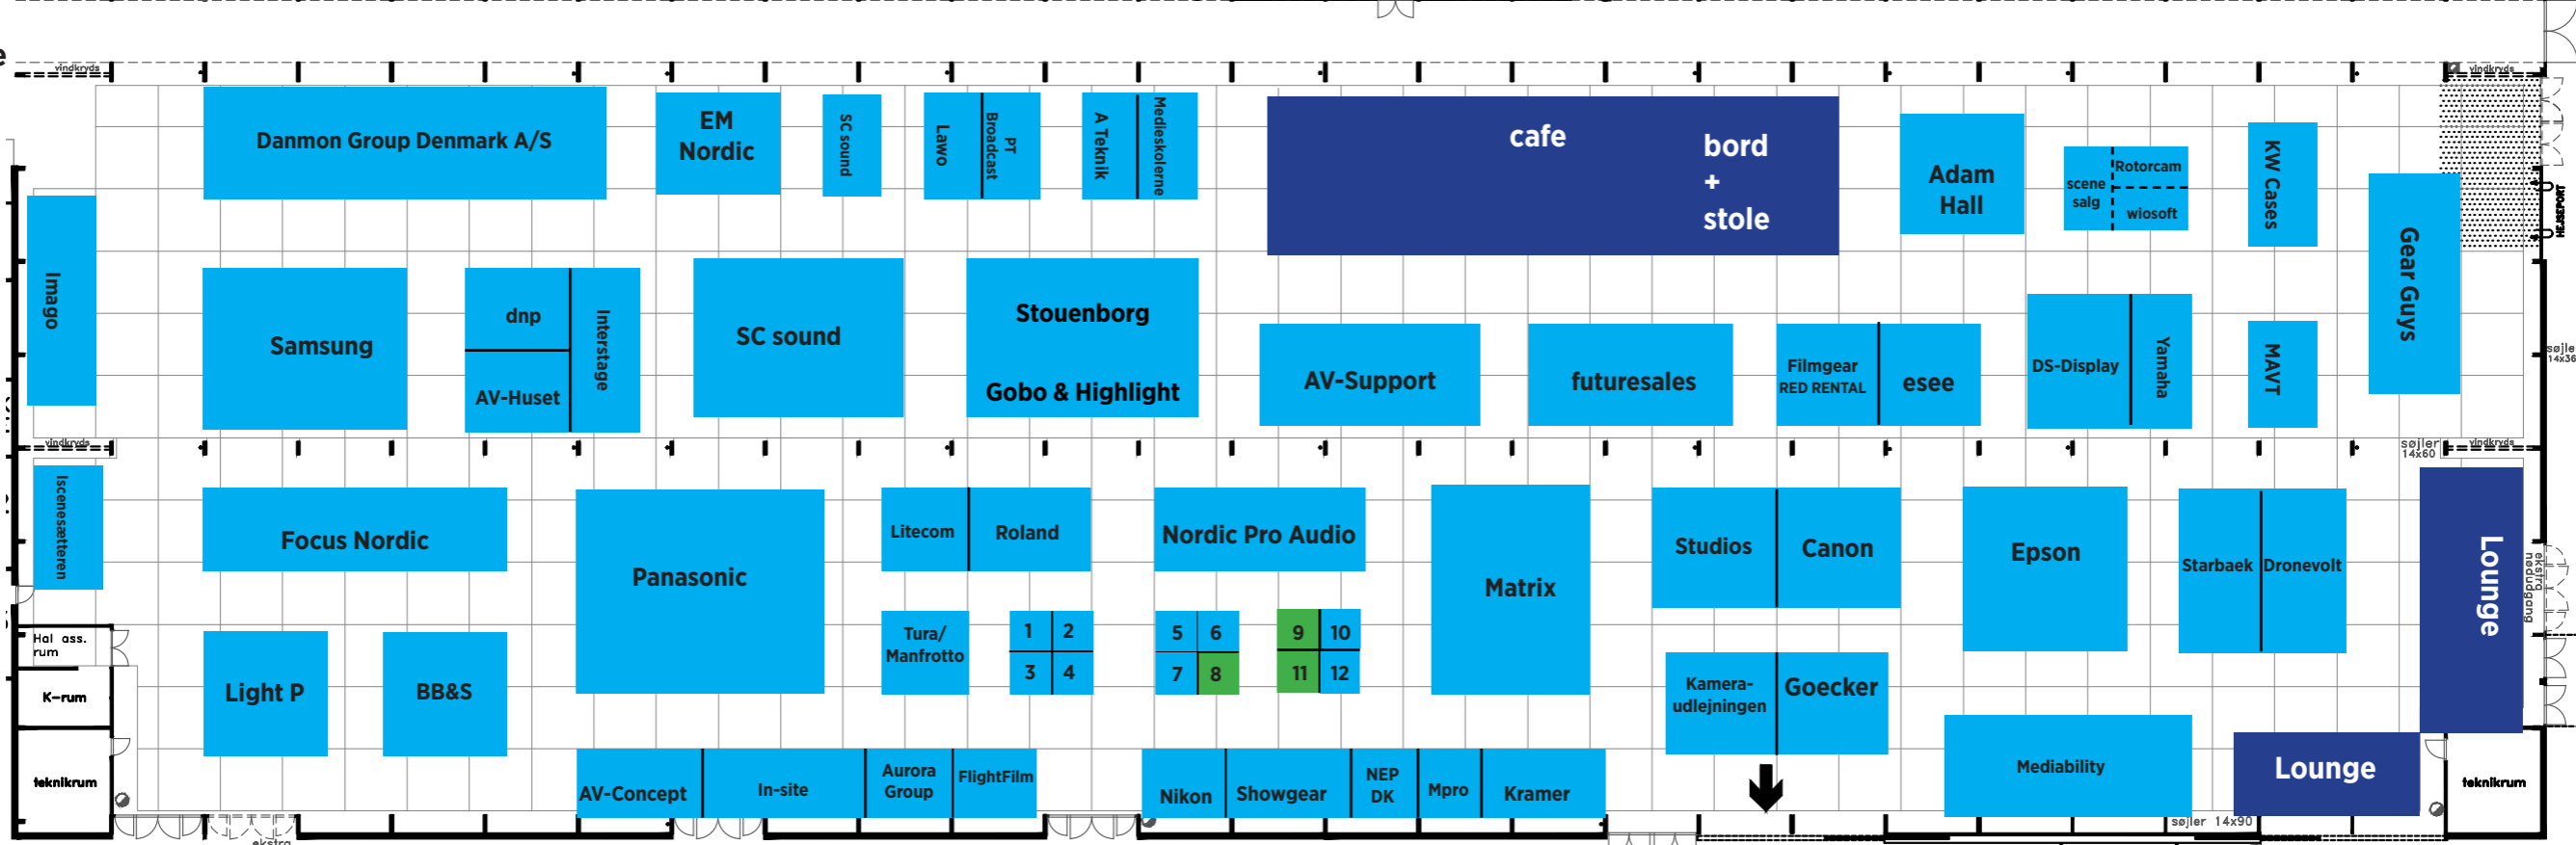 e
vindkryds
vindkryds
Danmon Group Denmark A/S
EM
Nordic
SC sound
Lawo
PT
Broadcast
A Teknik
Medieskolerne
cafe
bord
+
stole
Adam
Hall
scene
salg
Rotorcam
wiosoft
KW Cases
Gear Guys
HEJSEPORT
Imago
Samsung
dnp
AV-Huset
Interstage
SC sound
Stouenborg
Gobo & Highlight
AV-Support
futuresales
Filmgear
RED RENTAL
esee
DS-Display
Yamaha
MAVT
søjle
14x36
vindkryds
søjler
14x60
vindkryds
Iscenesætteren
Focus Nordic
Panasonic
Litecom
Roland
Nordic Pro Audio
Matrix
Studios
Canon
Epson
Starbaek
Dronevolt
Lounge
ekstra
nødudgang
Hal ass.
rum
K-rum
teknikrum
Light P
BB&S
Tura/
Manfrotto
1 2
3 4
5 6
7 8
9 10
11 12
Kamera-
udlejningen
Goecker
AV-Concept
In-site
Aurora
Group
FlightFilm
Nikon
Showgear
NEP
DK
Mpro
Kramer
Mediability
Lounge
teknikrum
søjler 14x90
ekstra